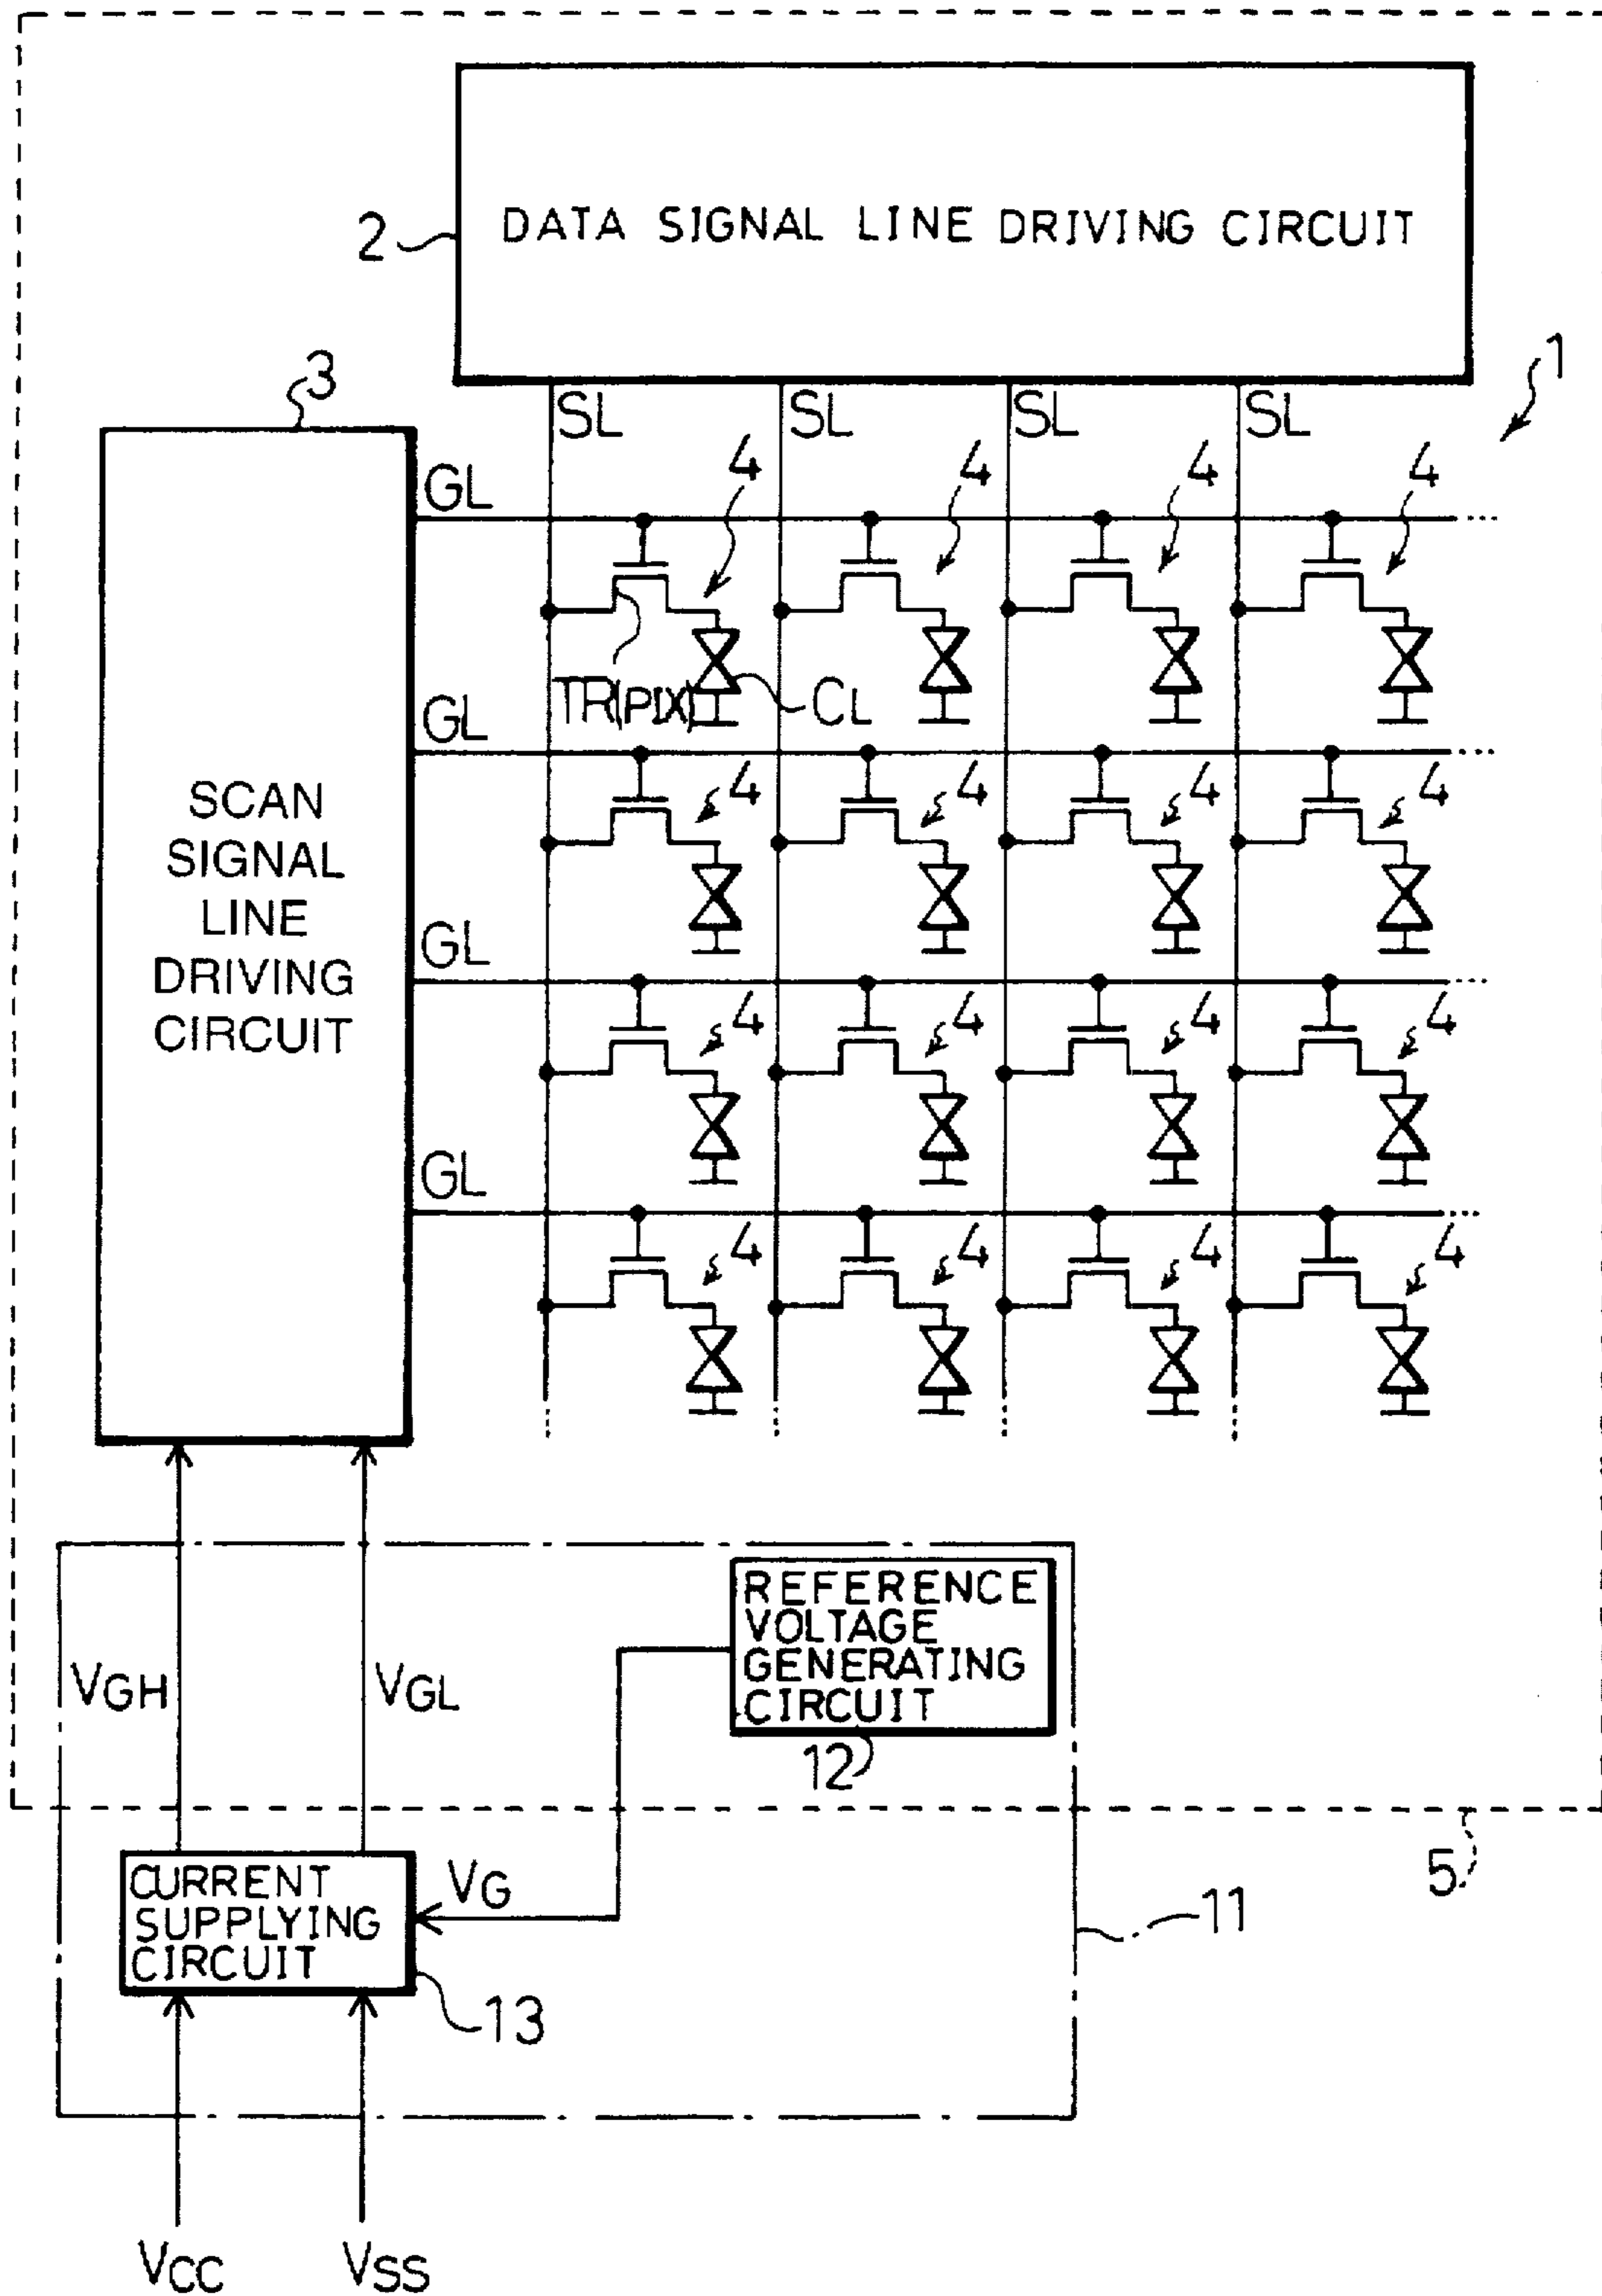 DATA SIGNAL LINE DRIVING CIRCUIT
2
1
3
SL SL SL SL
GL
4 4 4 4
TR(PIX)
CL
GL
4 4 4 4
SCAN
SIGNAL
LINE
DRIVING
CIRCUIT
GL
4 4 4 4
GL
4 4 4 4
REFERENCE
VOLTAGE
GENERATING
CIRCUIT
12
VGH
VGL
5
CURRENT
SUPPLYING
CIRCUIT
VG
11
13
VCC
VSS